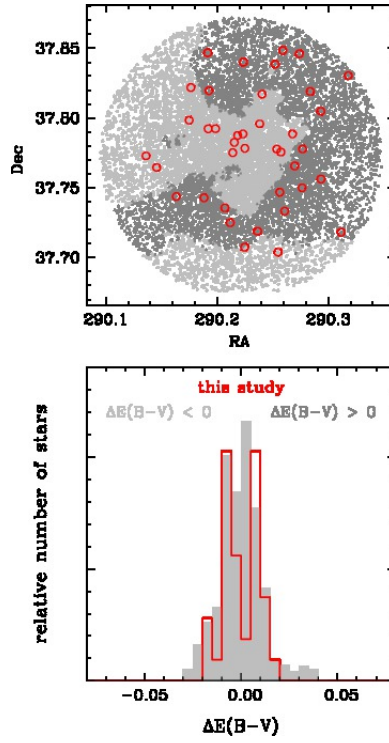 37.85
37.80
Dec
37.75
37.70
290.1 290.2 290.3
RA
this study
ΔE(B-V) < 0 ΔE(B-V) > 0
relative number of stars
-0.05 0.00 0.05
ΔE(B-V)